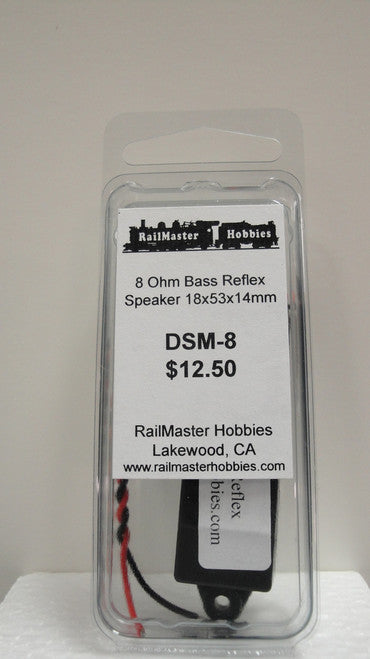 RailMaster Hobbies
8 Ohm Bass Reflex
Speaker 18x53x14mm
DSM-8
$12.50
RailMaster Hobbies
Lakewood, CA
www.railmasterhobbies.com
Reflex
bies.com